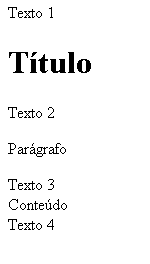 Texto 1
Título
Texto 2
Parágrafo
Texto 3
Conteúdo
Texto 4